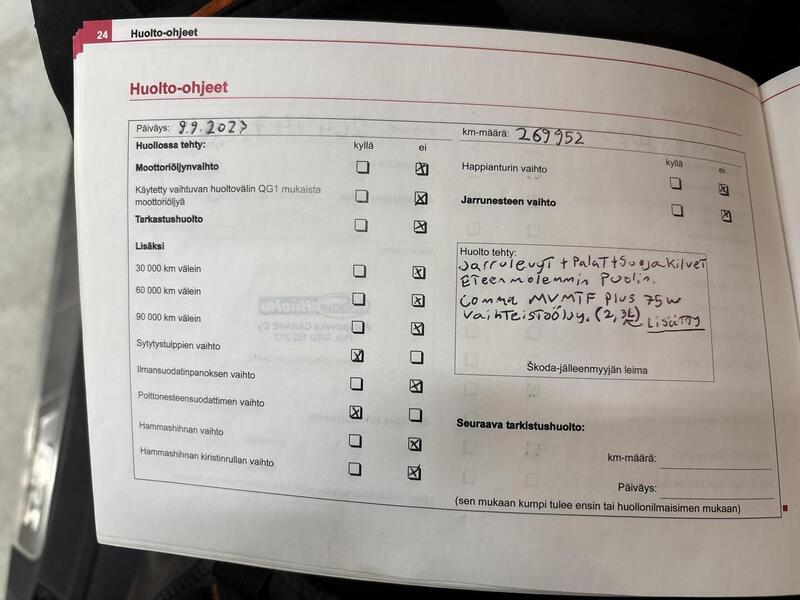 24 Huolto-ohjeet
Huolto-ohjeet
Päiväys: 9.9.2023
km-määrä: 269952
Huollossa tehty: kyllä ei
Moottoriöljynvaihto
Käytetty vaihtuvan huoltovälin QG1 mukaista
moottoriöljyä
Tarkastushuolto
Lisäksi
30 000 km välein
60 000 km välein
90 000 km välein
Sytytystulppien vaihto
Ilmansuodatinpanoksen vaihto
Polttonesteensuodattimen vaihto
Hammashihnan vaihto
Hammashihnan kiristinrullan vaihto
kyllä ei
Happianturin vaihto
Jarrunesteen vaihto
Huolto tehty:
Jarrulevyt + Palat + Suojakilvet
Eteen molemmin Puolin.
Comma MVMTF Plus 75W
Vaihteistoöljy. (2,3L) Lisätty
Škoda-jälleenmyyjän leima
Seuraava tarkistushuolto:
km-määrä:
Päiväys:
(sen mukaan kumpi tulee ensin tai huollonilmaisimen mukaan)